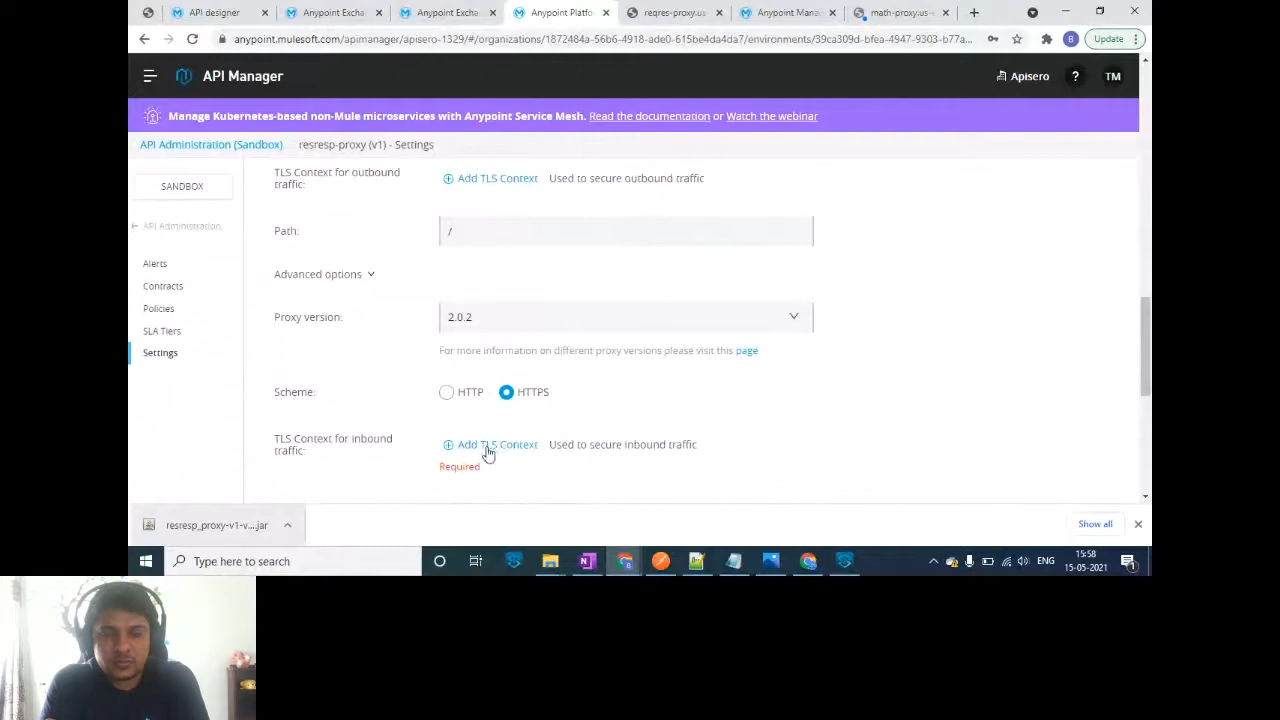 API designer
Anypoint Excha
Anypoint Excha
Anypoint Platfo
reqres-proxy.us
Anypoint Mana
math-proxy.us-e
anypoint.mulesoft.com/apimanager/apisero-1329/#/organizations/1872484a-56b6-4918-ade0-615be4da4da7/environments/39ca309d-bfea-4947-9303-b77a...
B
Update
API Manager
Apisero
?
TM
Manage Kubernetes-based non-Mule microservices with Anypoint Service Mesh. Read the documentation or Watch the webinar
API Administration (Sandbox)
resresp-proxy (v1) - Settings
SANDBOX
API Administration
Alerts
Contracts
Policies
SLA Tiers
Settings
TLS Context for outbound
traffic:
Add TLS Context Used to secure outbound traffic
Path:
/
Advanced options
Proxy version:
2.0.2
For more information on different proxy versions please visit this page
Scheme:
HTTP
HTTPS
TLS Context for inbound
traffic:
Add TLS Context Used to secure inbound traffic
Required
resresp_proxy-v1-v....jar
Show all
Type here to search
ENG
15:58
15-05-2021